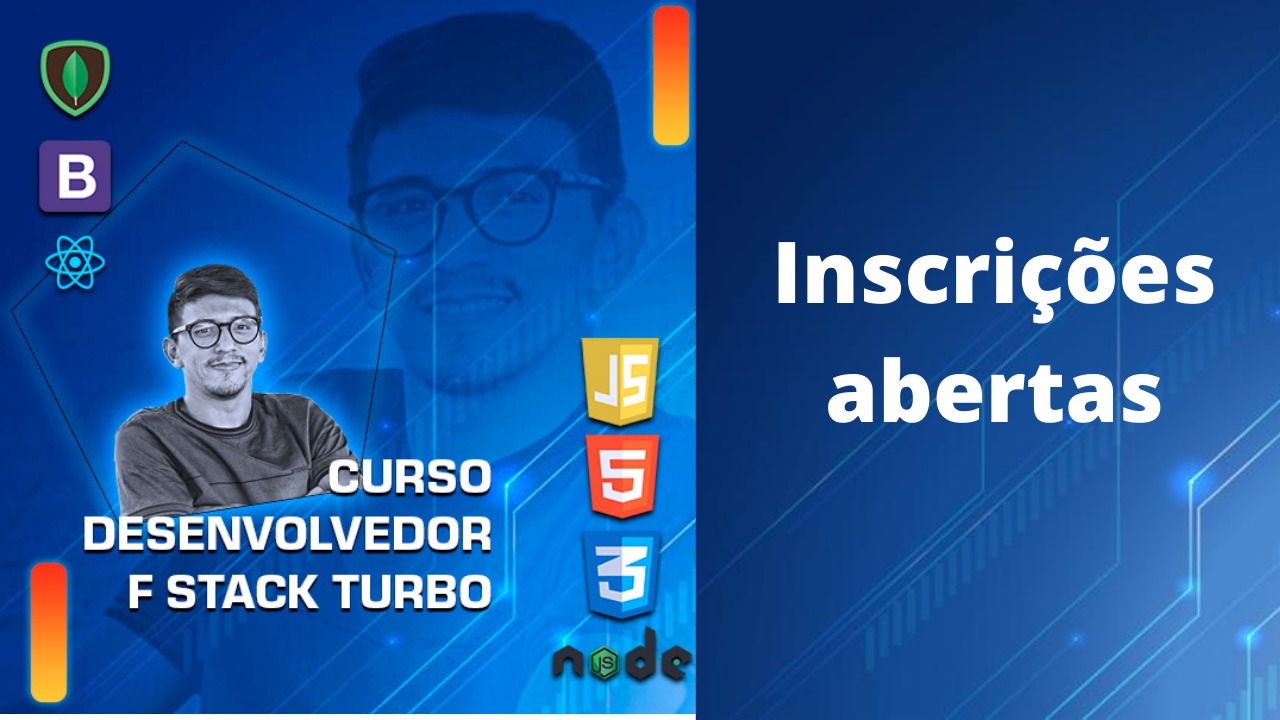 B
CURSO
DESENVOLVEDOR
F STACK TURBO
JS
5
3
node
JS
Inscrições
abertas